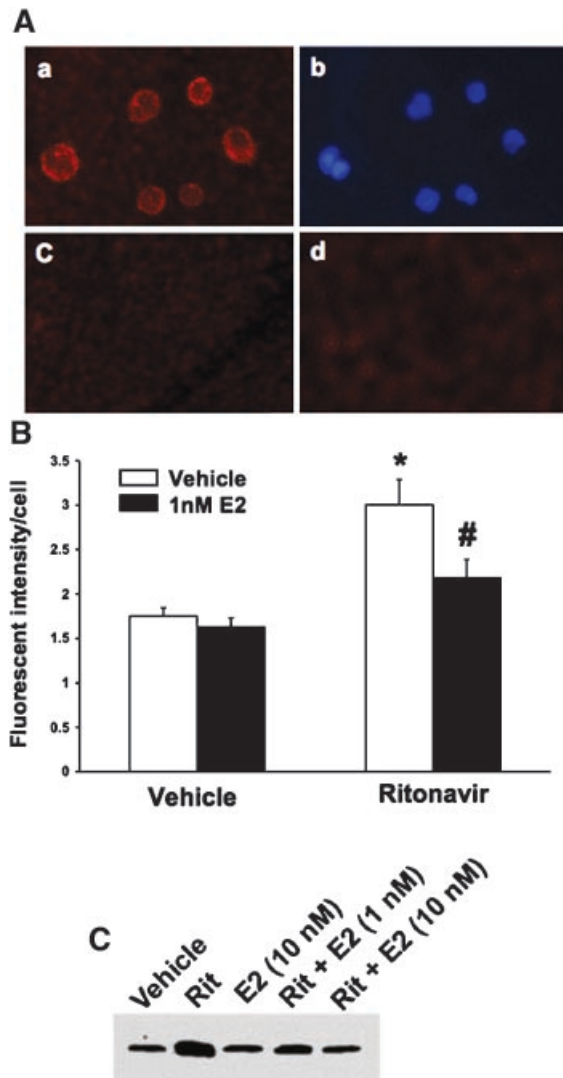 A
a
b
c
d
B
3.5
3
2.5
2
1.5
1
0.5
0
Fluorescent intensity/cell
Vehicle
1nM E2
*
#
Vehicle
Ritonavir
C
Vehicle
Rit
E2 (10 nM)
Rit + E2 (1 nM)
Rit + E2 (10 nM)